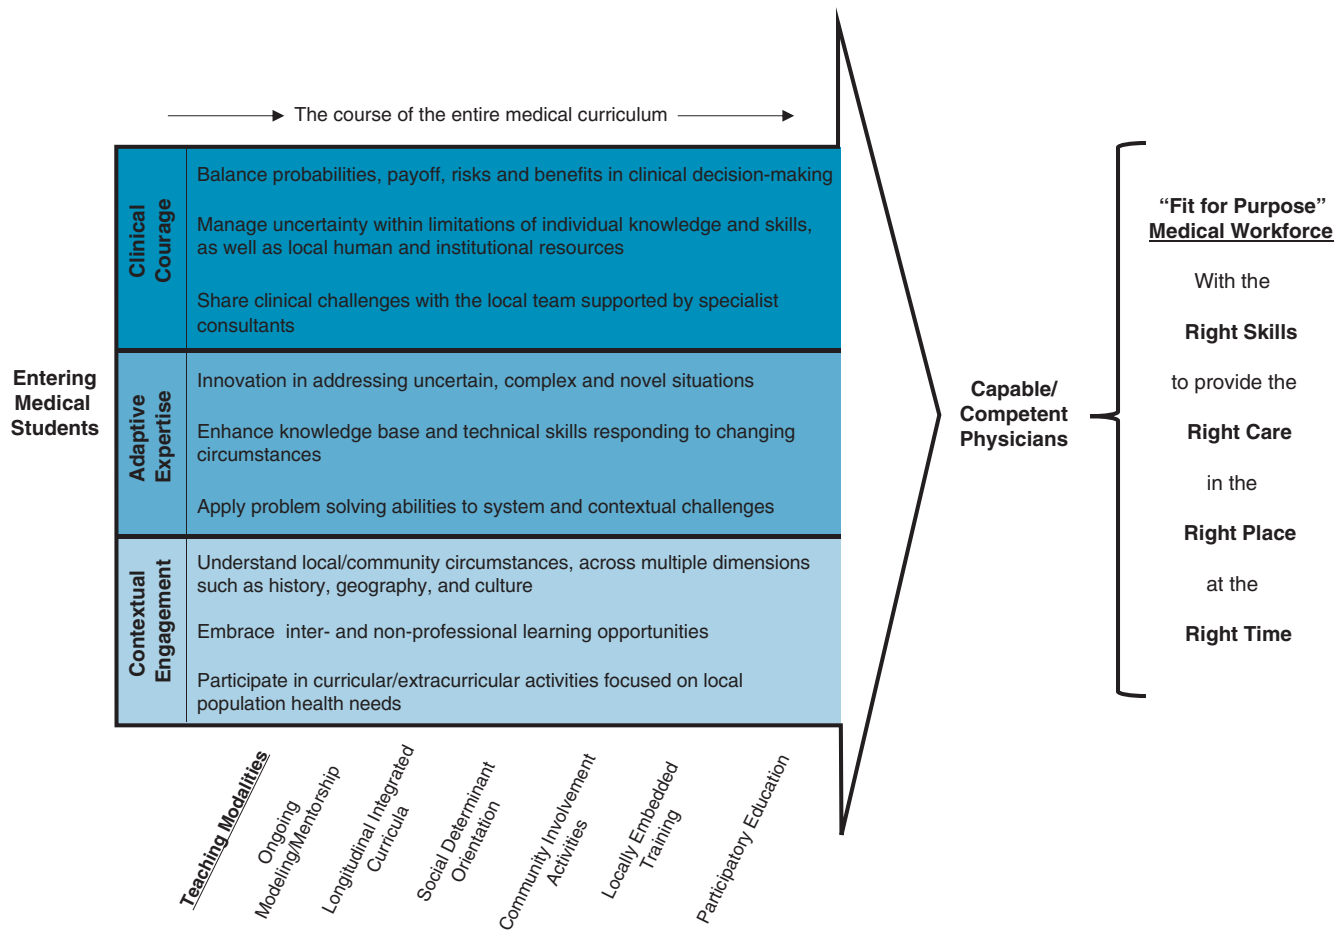 The course of the entire medical curriculum
Entering
Medical
Students
Clinical
Courage
Balance probabilities, payoff, risks and benefits in clinical decision-making
Manage uncertainty within limitations of individual knowledge and skills,
as well as local human and institutional resources
Share clinical challenges with the local team supported by specialist
consultants
Adaptive
Expertise
Innovation in addressing uncertain, complex and novel situations
Enhance knowledge base and technical skills responding to changing
circumstances
Apply problem solving abilities to system and contextual challenges
Contextual
Engagement
Understand local/community circumstances, across multiple dimensions
such as history, geography, and culture
Embrace inter- and non-professional learning opportunities
Participate in curricular/extracurricular activities focused on local
population health needs
Teaching Modalities
Ongoing
Modeling/Mentorship
Longitudinal Integrated
Curricula
Social Determinant
Orientation
Community Involvement
Activities
Locally Embedded
Training
Participatory Education
Capable/
Competent
Physicians
“Fit for Purpose”
Medical Workforce
With the
Right Skills
to provide the
Right Care
in the
Right Place
at the
Right Time